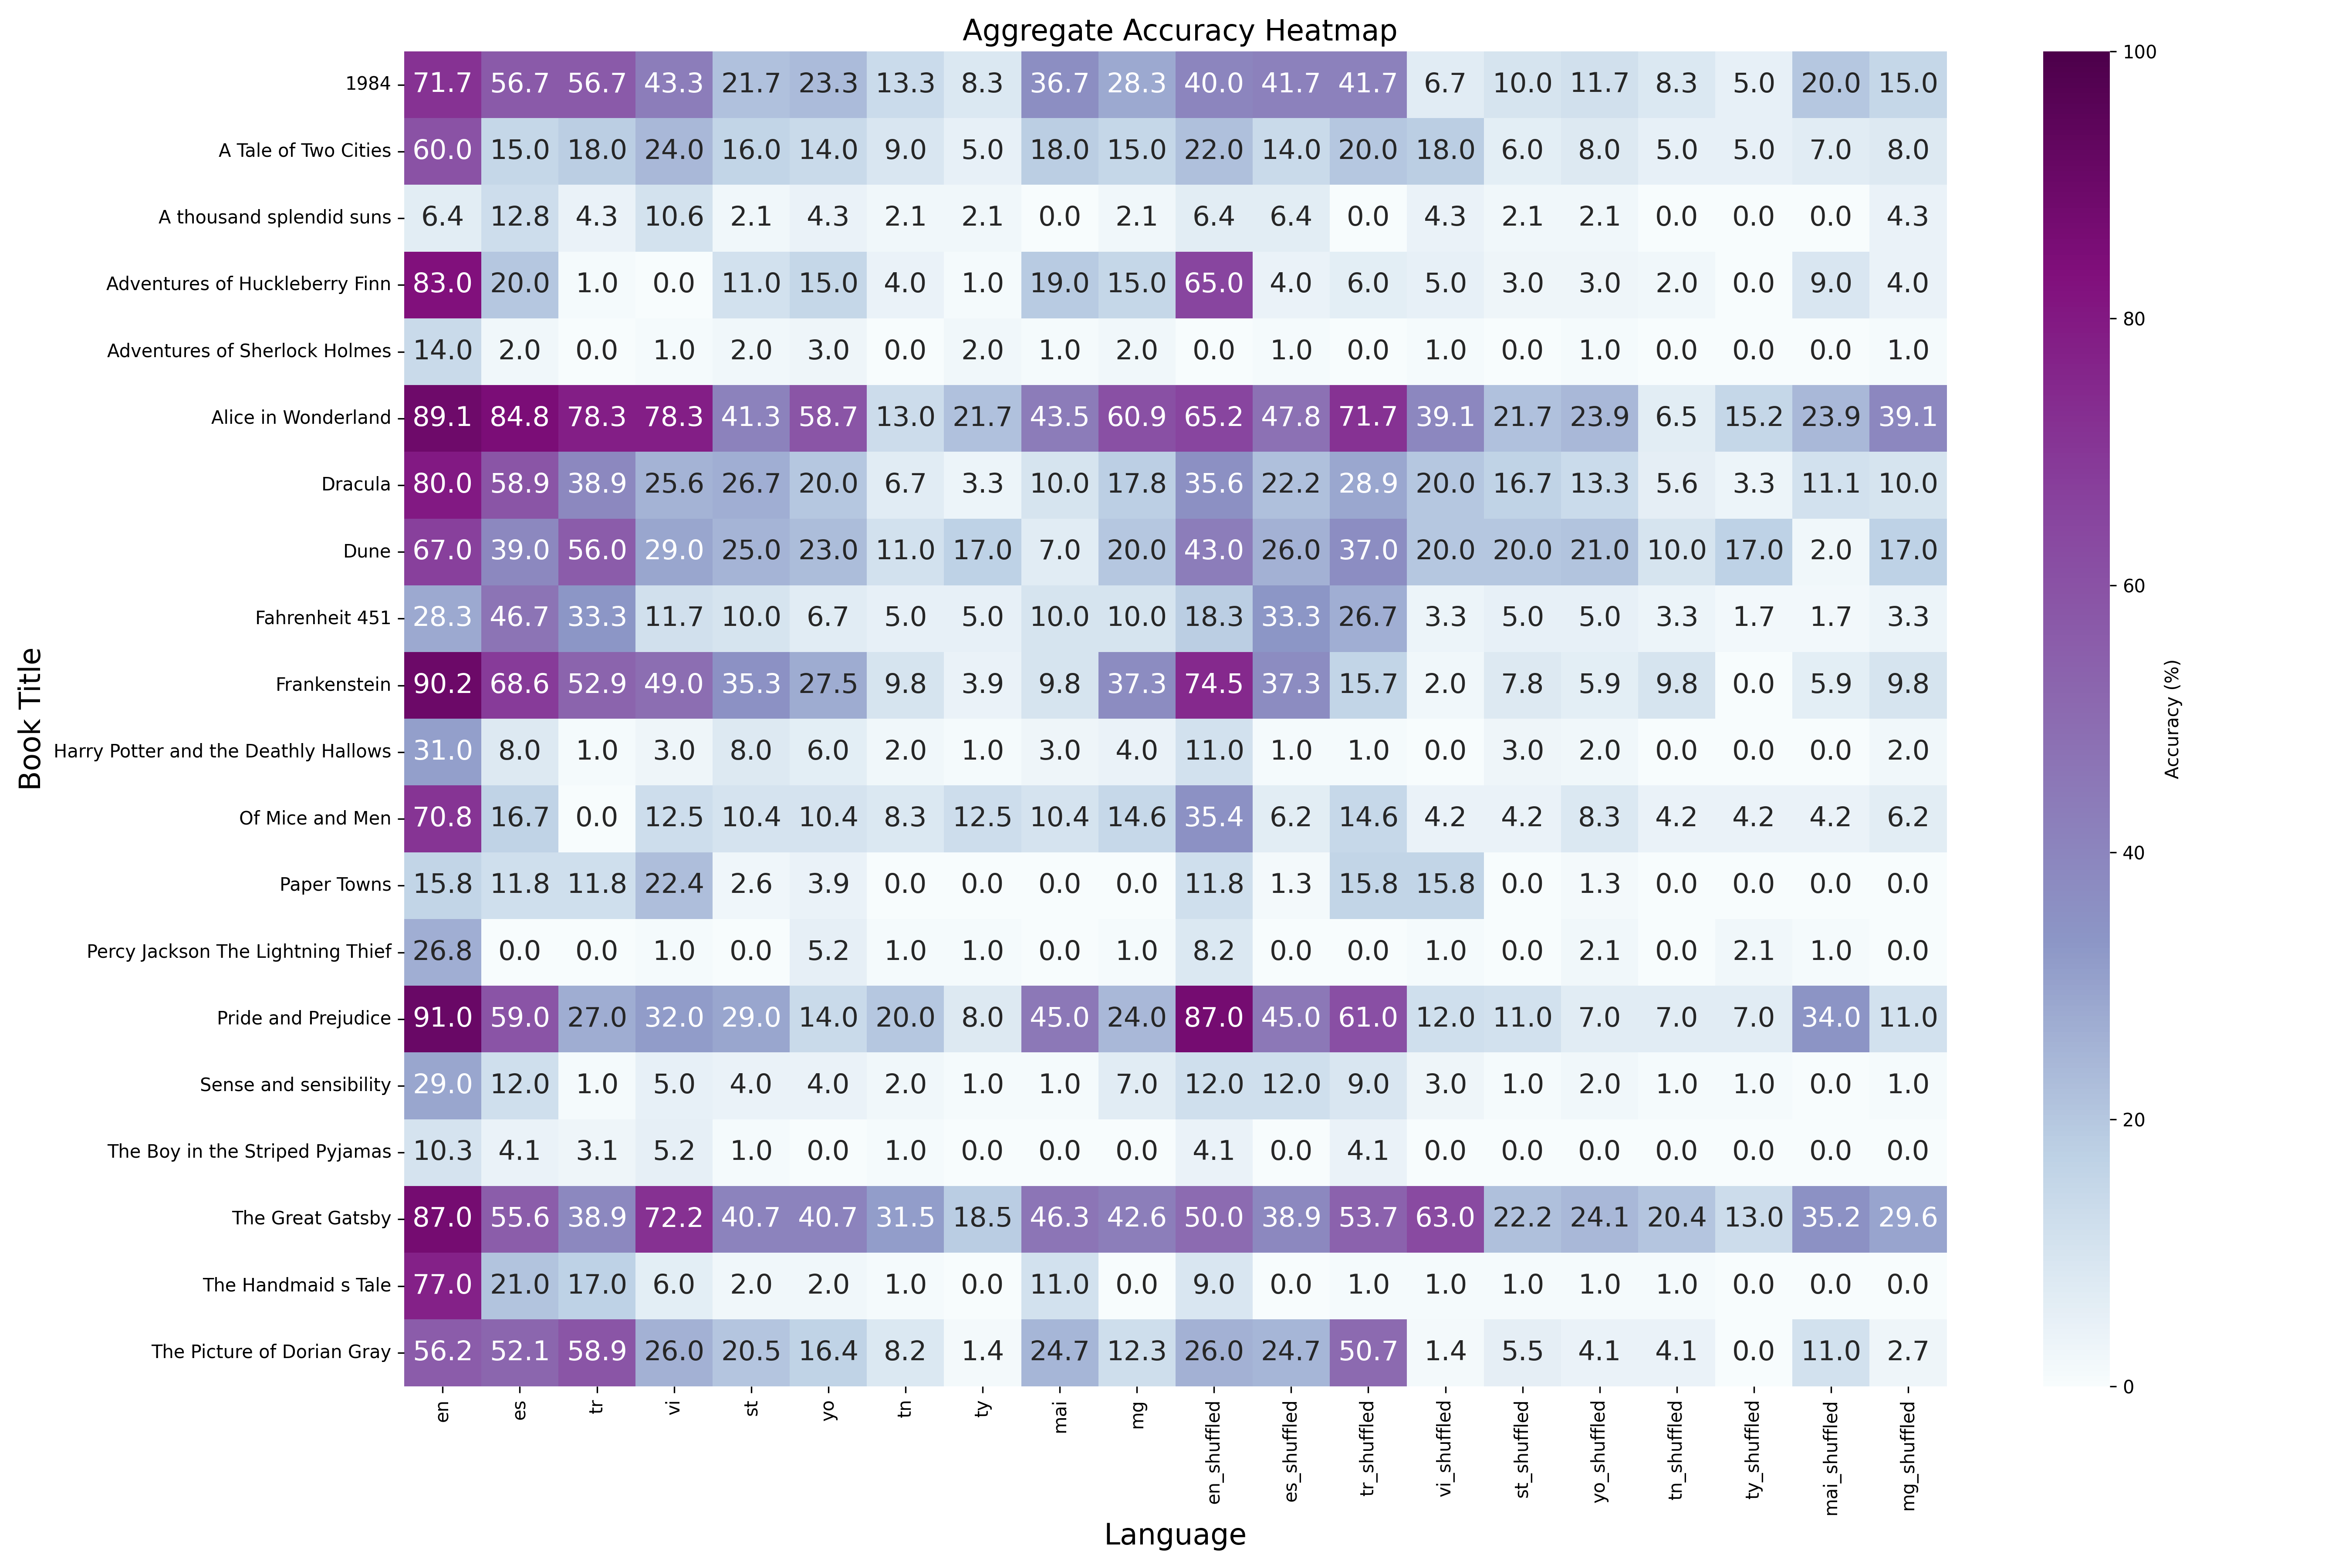 Aggregate Accuracy Heatmap
Book Title
1984 71.7 56.7 56.7 43.3 21.7 23.3 13.3 8.3 36.7 28.3 40.0 41.7 41.7 6.7 10.0 11.7 8.3 5.0 20.0 15.0
A Tale of Two Cities 60.0 15.0 18.0 24.0 16.0 14.0 9.0 5.0 18.0 15.0 22.0 14.0 20.0 18.0 6.0 8.0 5.0 5.0 7.0 8.0
A thousand splendid suns 6.4 12.8 4.3 10.6 2.1 4.3 2.1 2.1 0.0 2.1 6.4 6.4 0.0 4.3 2.1 2.1 0.0 0.0 0.0 4.3
Adventures of Huckleberry Finn 83.0 20.0 1.0 0.0 11.0 15.0 4.0 1.0 19.0 15.0 65.0 4.0 6.0 5.0 3.0 3.0 2.0 0.0 9.0 4.0
Adventures of Sherlock Holmes 14.0 2.0 0.0 1.0 2.0 3.0 0.0 2.0 1.0 2.0 0.0 1.0 0.0 1.0 0.0 1.0 0.0 0.0 0.0 1.0
Alice in Wonderland 89.1 84.8 78.3 78.3 41.3 58.7 13.0 21.7 43.5 60.9 65.2 47.8 71.7 39.1 21.7 23.9 6.5 15.2 23.9 39.1
Dracula 80.0 58.9 38.9 25.6 26.7 20.0 6.7 3.3 10.0 17.8 35.6 22.2 28.9 20.0 16.7 13.3 5.6 3.3 11.1 10.0
Dune 67.0 39.0 56.0 29.0 25.0 23.0 11.0 17.0 7.0 20.0 43.0 26.0 37.0 20.0 20.0 21.0 10.0 17.0 2.0 17.0
Fahrenheit 451 28.3 46.7 33.3 11.7 10.0 6.7 5.0 5.0 10.0 10.0 18.3 33.3 26.7 3.3 5.0 5.0 3.3 1.7 1.7 3.3
Frankenstein 90.2 68.6 52.9 49.0 35.3 27.5 9.8 3.9 9.8 37.3 74.5 37.3 15.7 2.0 7.8 5.9 9.8 0.0 5.9 9.8
Harry Potter and the Deathly Hallows 31.0 8.0 1.0 3.0 8.0 6.0 2.0 1.0 3.0 4.0 11.0 1.0 1.0 0.0 3.0 2.0 0.0 0.0 0.0 2.0
Of Mice and Men 70.8 16.7 0.0 12.5 10.4 10.4 8.3 12.5 10.4 14.6 35.4 6.2 14.6 4.2 4.2 8.3 4.2 4.2 4.2 6.2
Paper Towns 15.8 11.8 11.8 22.4 2.6 3.9 0.0 0.0 0.0 0.0 11.8 1.3 15.8 15.8 0.0 1.3 0.0 0.0 0.0 0.0
Percy Jackson The Lightning Thief 26.8 0.0 0.0 1.0 0.0 5.2 1.0 1.0 0.0 1.0 8.2 0.0 0.0 1.0 0.0 2.1 0.0 2.1 1.0 0.0
Pride and Prejudice 91.0 59.0 27.0 32.0 29.0 14.0 20.0 8.0 45.0 24.0 87.0 45.0 61.0 12.0 11.0 7.0 7.0 7.0 34.0 11.0
Sense and sensibility 29.0 12.0 1.0 5.0 4.0 4.0 2.0 1.0 1.0 7.0 12.0 12.0 9.0 3.0 1.0 2.0 1.0 1.0 0.0 1.0
The Boy in the Striped Pyjamas 10.3 4.1 3.1 5.2 1.0 0.0 1.0 0.0 0.0 0.0 4.1 0.0 4.1 0.0 0.0 0.0 0.0 0.0 0.0 0.0
The Great Gatsby 87.0 55.6 38.9 72.2 40.7 40.7 31.5 18.5 46.3 42.6 50.0 38.9 53.7 63.0 22.2 24.1 20.4 13.0 35.2 29.6
The Handmaid s Tale 77.0 21.0 17.0 6.0 2.0 2.0 1.0 0.0 11.0 0.0 9.0 0.0 1.0 1.0 1.0 1.0 1.0 0.0 0.0 0.0
The Picture of Dorian Gray 56.2 52.1 58.9 26.0 20.5 16.4 8.2 1.4 24.7 12.3 26.0 24.7 50.7 1.4 5.5 4.1 4.1 0.0 11.0 2.7
en es tr vi st yo tn ty mai mg en_shuffled es_shuffled tr_shuffled vi_shuffled st_shuffled yo_shuffled tn_shuffled ty_shuffled mai_shuffled mg_shuffled
Language
100
80
60
40
20
0
Accuracy (%)